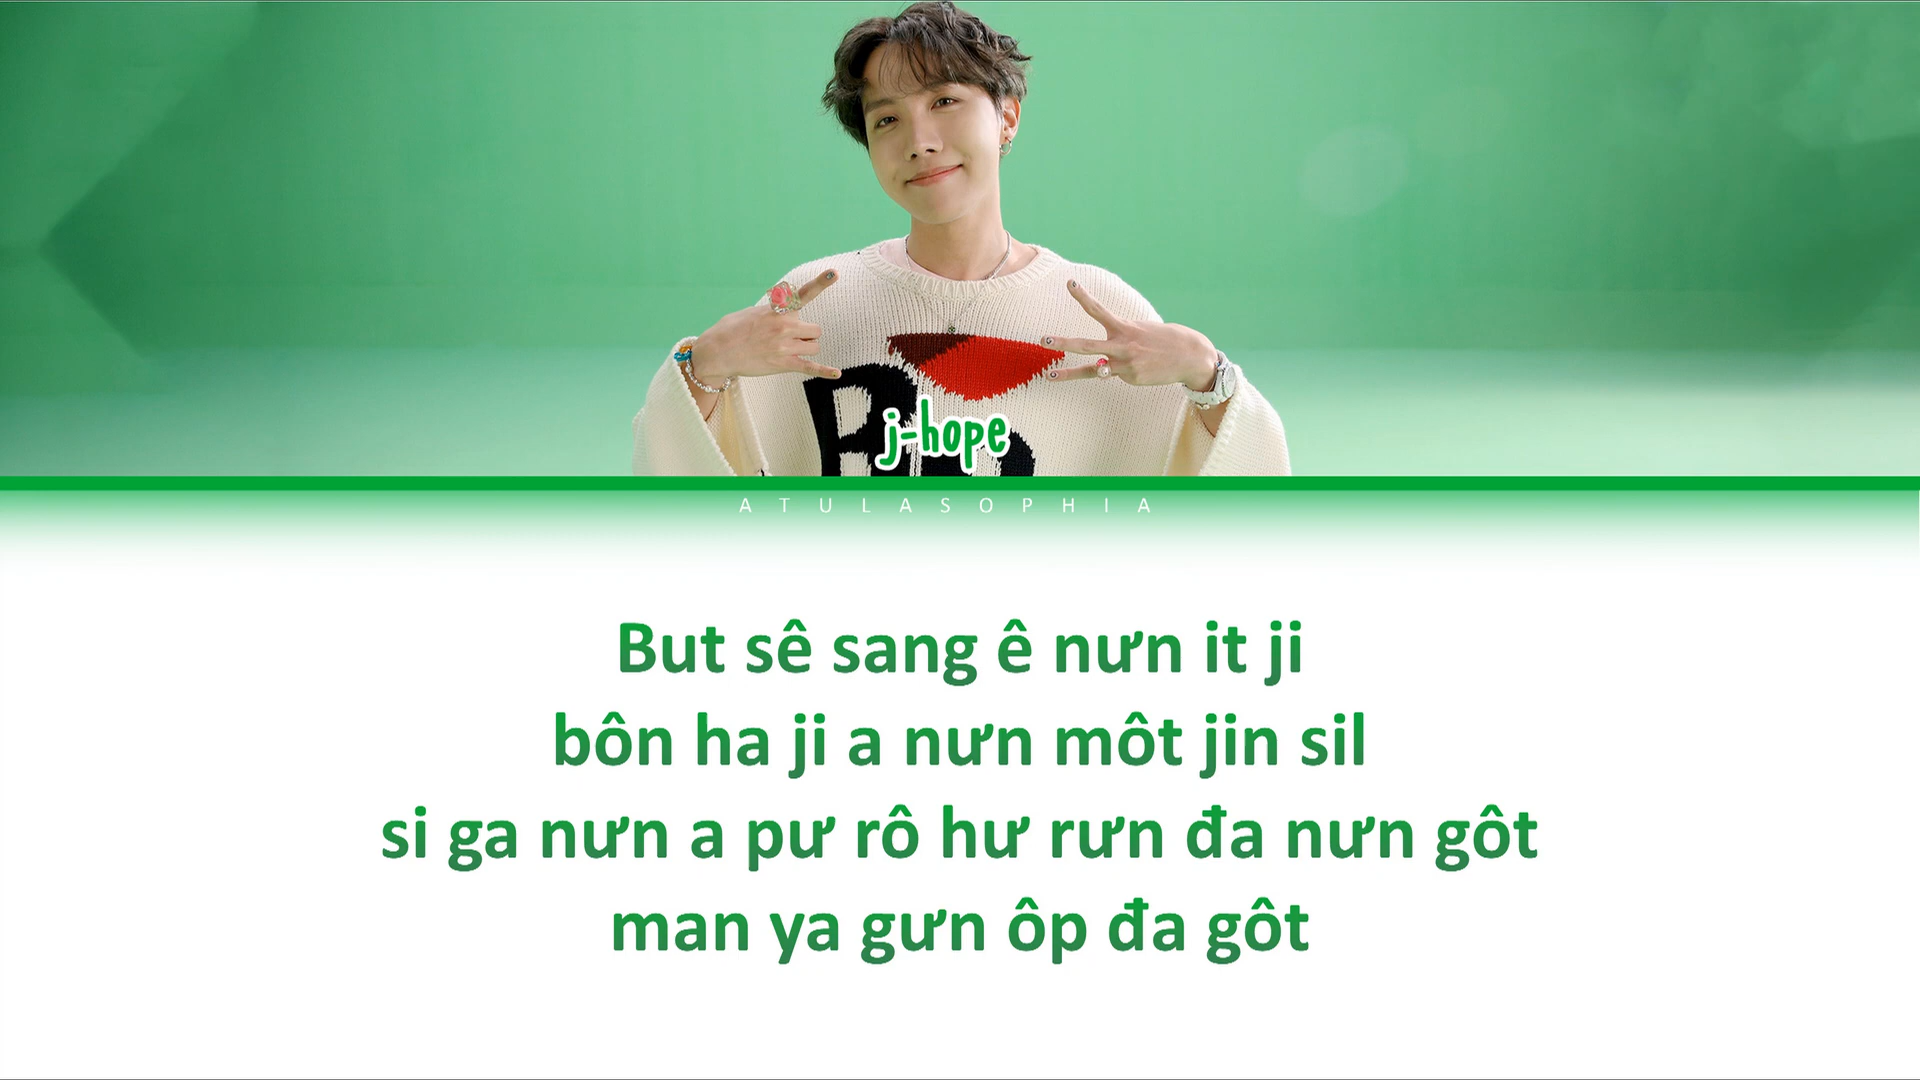 j-hope
ATULASOPHIA
But sê sang ê nưn it ji
bôn ha ji a nưn môt jin sil
si ga nưn a pư rô hư rưn đa nưn gôt
man ya gưn ôp đa gôt